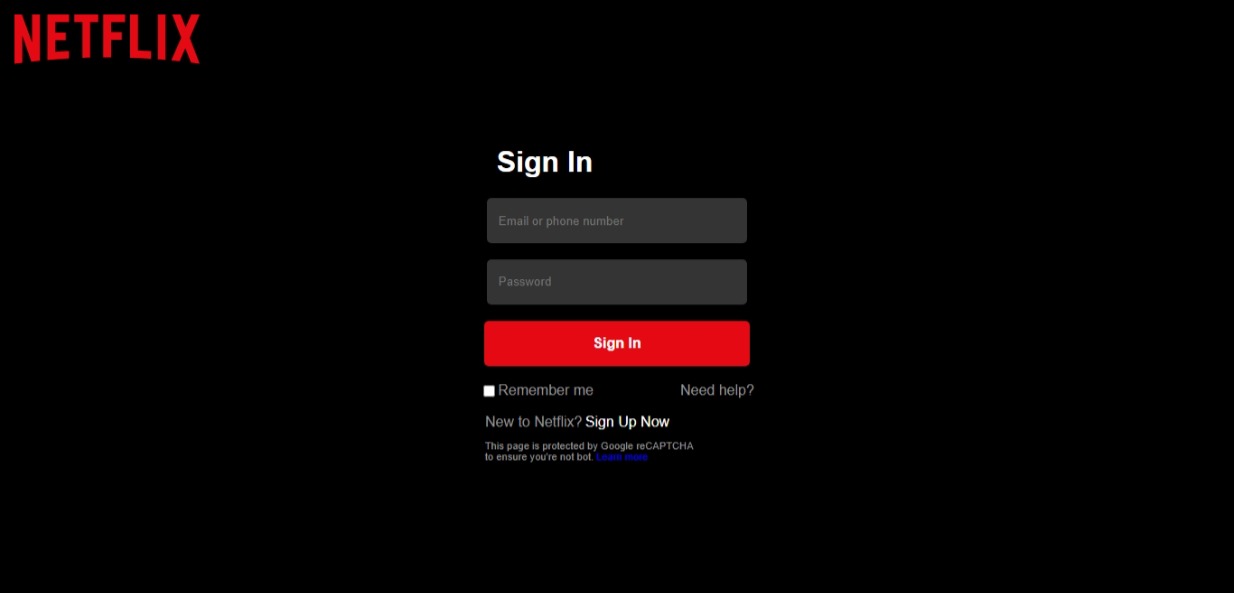 NETFLIX
Sign In
Email or phone number
Password
Sign In
Remember me Need help?
New to Netflix? Sign Up Now
This page is protected by Google reCAPTCHA
to ensure you're not bot. Learn more